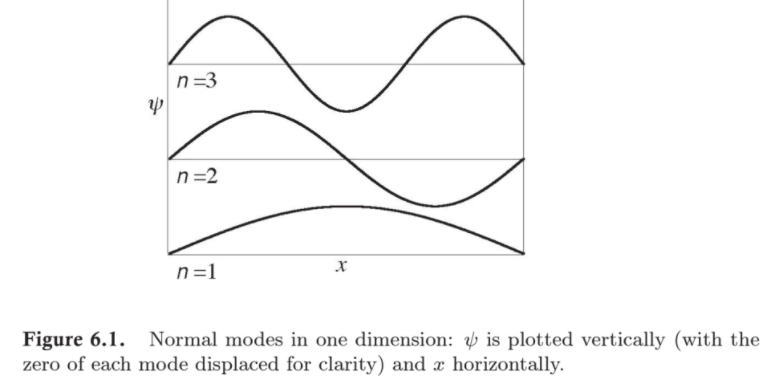 n=3
ψ
n=2
n=1
x
Figure 6.1. Normal modes in one dimension: ψ is plotted vertically (with the
zero of each mode displaced for clarity) and x horizontally.